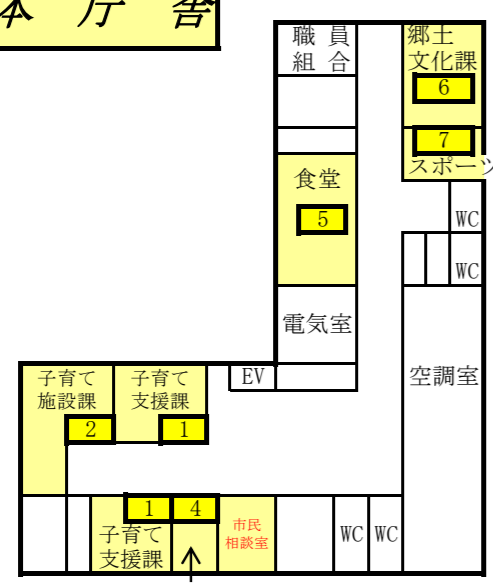 本 庁 舎
職 員
組 合
郷土
文化課
6
7
スポーツ
食堂
5
WC
WC
電気室
空調室
EV
子育て
施設課
2
子育て
支援課
1
1
4
子育て
支援課
市民
相談室
WC
WC